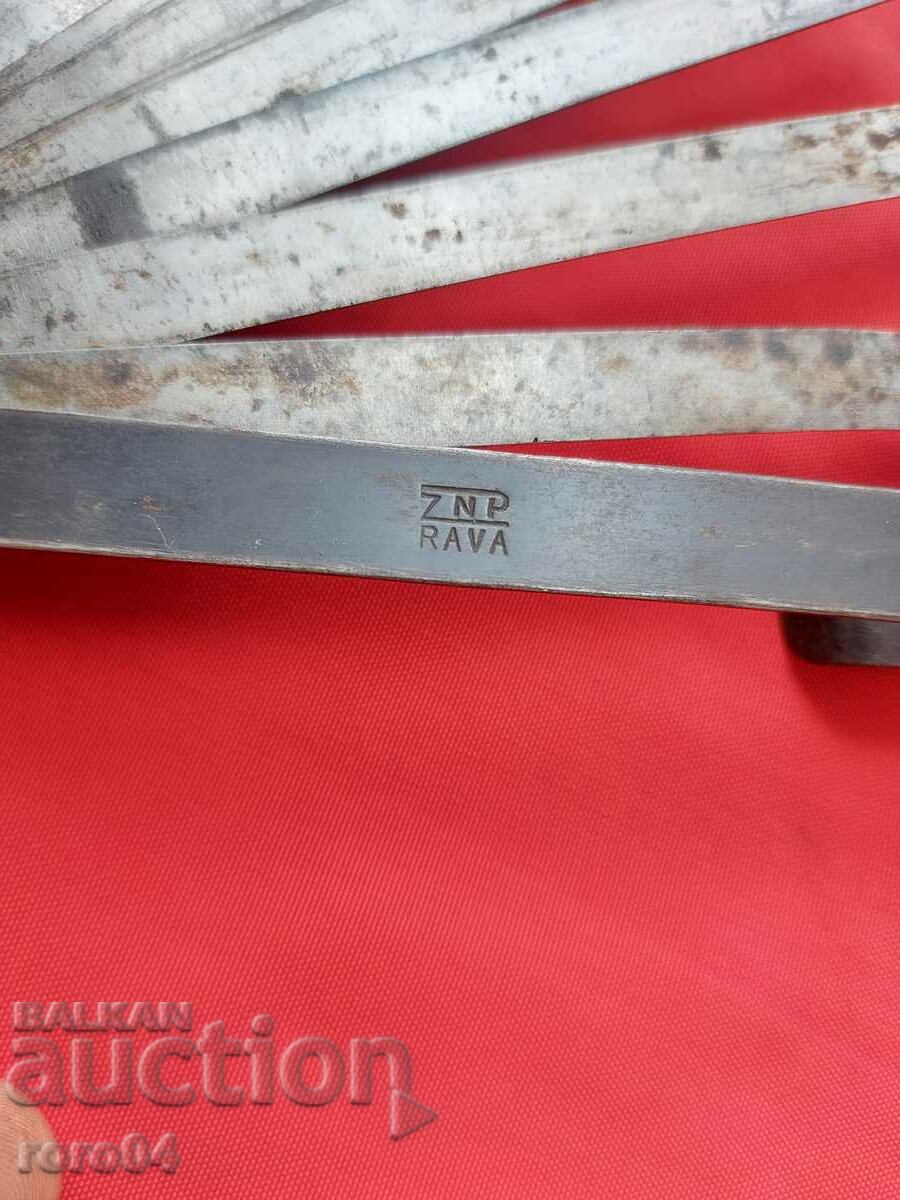 ZNP
RAVA
BALKAN
auction
roro04